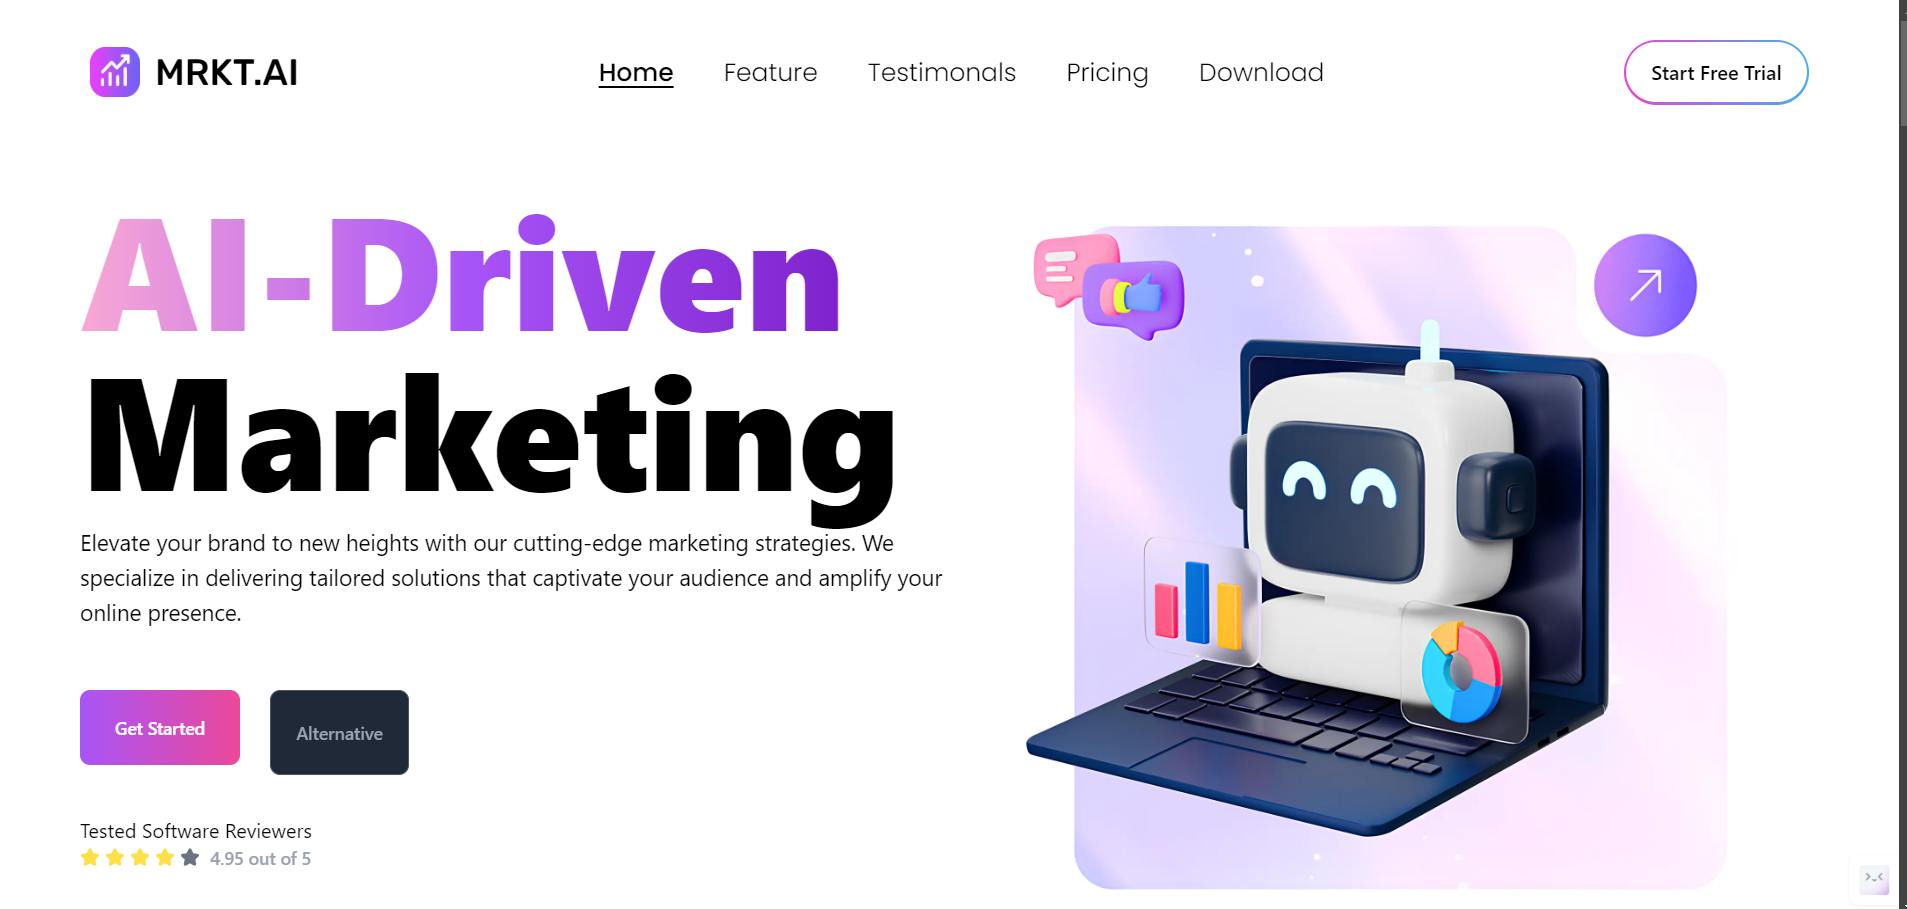 MRKT.AI
Home Feature Testimonals Pricing Download
Start Free Trial
AI-Driven
Marketing
Elevate your brand to new heights with our cutting-edge marketing strategies. We
specialize in delivering tailored solutions that captivate your audience and amplify your
online presence.
Get Started
Alternative
Tested Software Reviewers
4.95 out of 5